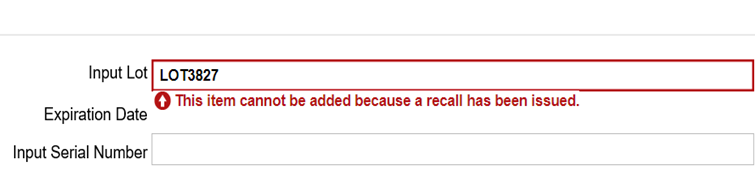 Input Lot LOT3827
This item cannot be added because a recall has been issued.
Expiration Date
Input Serial Number